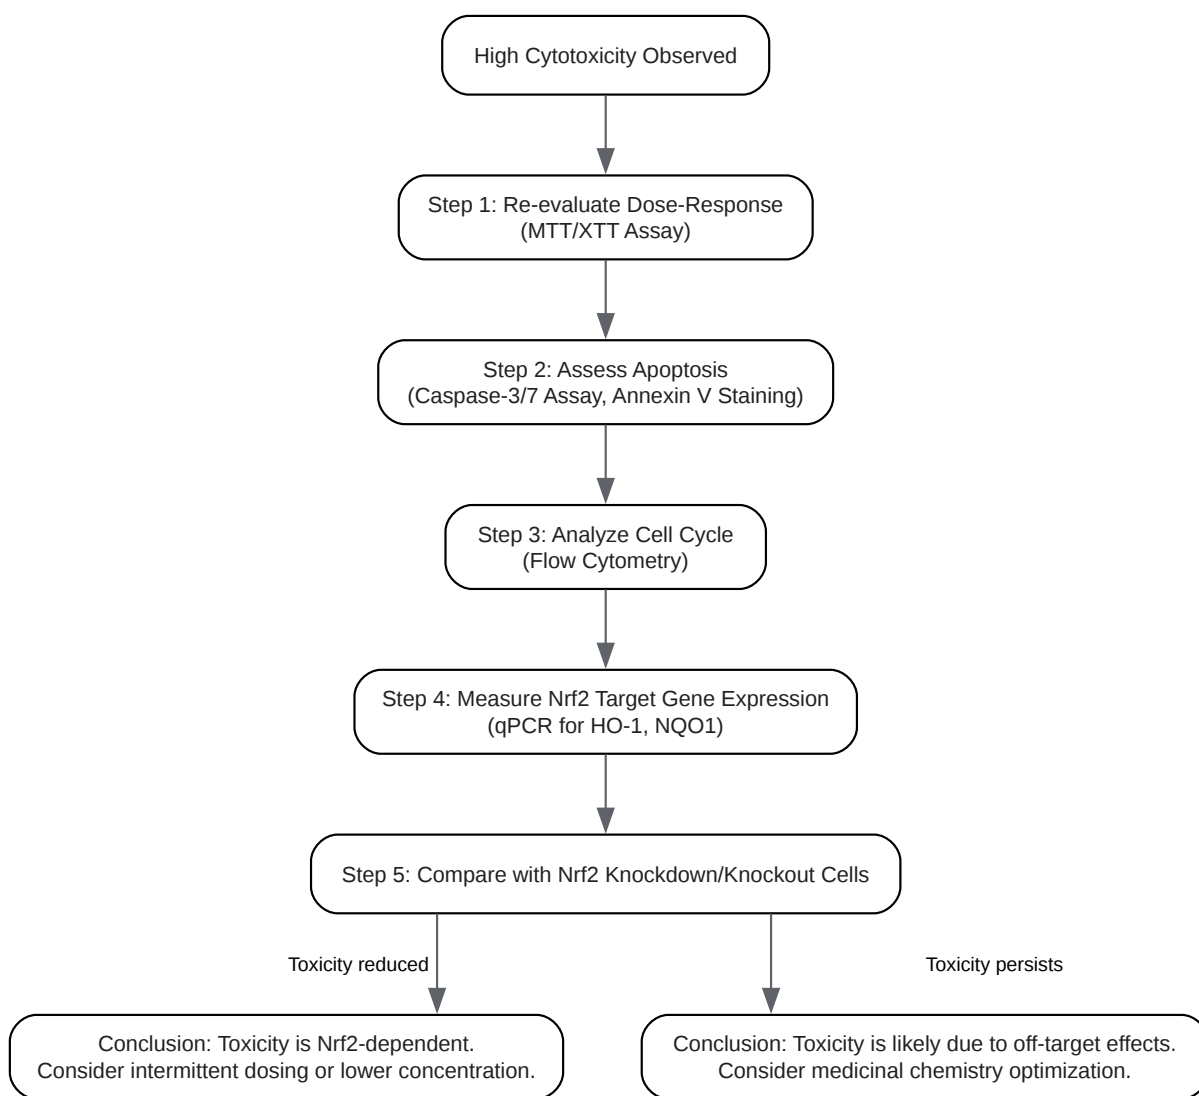 High Cytotoxicity Observed
Step 1: Re-evaluate Dose-Response
(MTT/XTT Assay)
Step 2: Assess Apoptosis
(Caspase-3/7 Assay, Annexin V Staining)
Step 3: Analyze Cell Cycle
(Flow Cytometry)
Step 4: Measure Nrf2 Target Gene Expression
(qPCR for HO-1, NQO1)
Step 5: Compare with Nrf2 Knockdown/Knockout Cells
Toxicity reduced
Toxicity persists
Conclusion: Toxicity is Nrf2-dependent.
Consider intermittent dosing or lower concentration.
Conclusion: Toxicity is likely due to off-target effects.
Consider medicinal chemistry optimization.